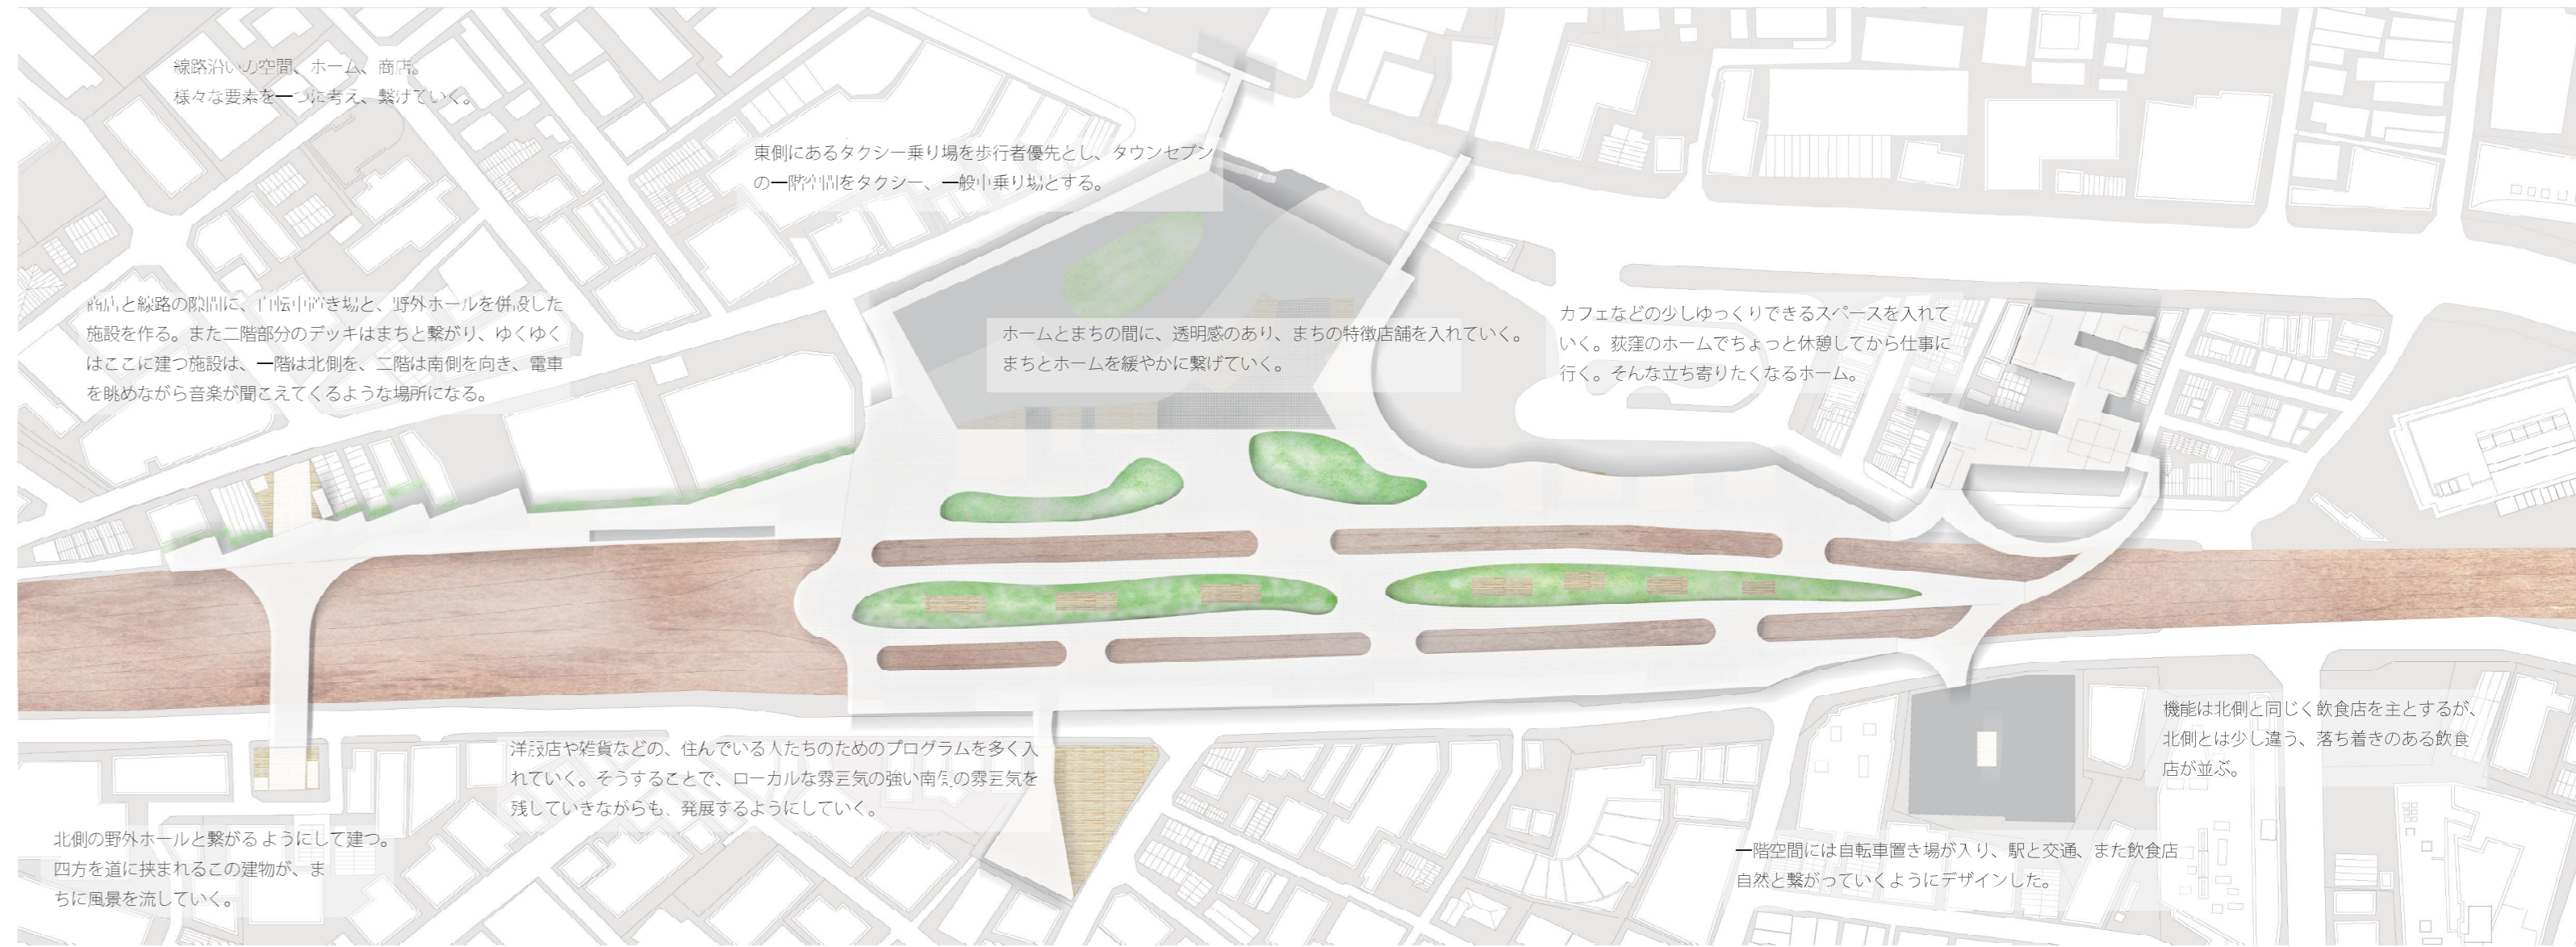 線路沿いの空間、ホーム、商店。
様々な要素を一つに考え、繋げていく。
東側にあるタクシー乗り場を歩行者優先とし、タウンセブン
の一階空間をタクシー、一般車乗り場とする。
商店と線路の隙間に、自転車置き場と、野外ホールを併設した
施設を作る。また二階部分のデッキはまちと繋がり、ゆくゆく
はここに建つ施設は、一階は北側を、二階は南側を向き、電車
を眺めながら音楽が聞こえてくるような場所になる。
ホームとまちの間に、透明感のあり、まちの特徴店舗を入れていく。
まちとホームを緩やかに繋げていく。
カフェなどの少しゆっくりできるスペースを入れて
いく。荻窪のホームでちょっと休憩してから仕事に
行く。そんな立ち寄りたくなるホーム。
洋服店や雑貨などの、住んでいる人たちのためのプログラムを多く入
れていく。そうすることで、ローカルな雰囲気の強い南側の雰囲気を
残していきながらも、発展するようにしていく。
機能は北側と同じく飲食店を主とするが、
北側とは少し違う、落ち着きのある飲食
店が並ぶ。
北側の野外ホールと繋がるようにして建つ。
四方を道に挟まれるこの建物が、ま
ちに風景を流していく。
一階空間には自転車置き場が入り、駅と交通、また飲食店
自然と繋がっていくようにデザインした。